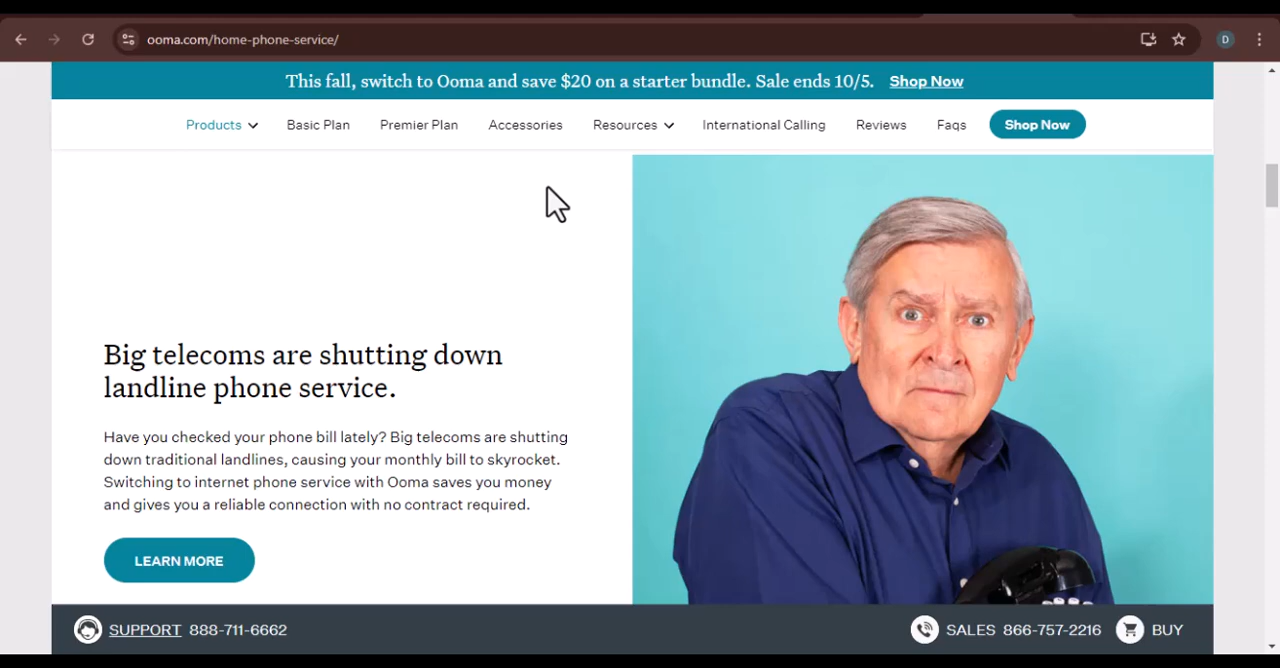 ooma.com/home-phone-service/
D
This fall, switch to Ooma and save $20 on a starter bundle. Sale ends 10/5. Shop Now
Products Basic Plan Premier Plan Accessories Resources International Calling Reviews Faqs Shop Now
Big telecoms are shutting down
landline phone service.
Have you checked your phone bill lately? Big telecoms are shutting
down traditional landlines, causing your monthly bill to skyrocket.
Switching to internet phone service with Ooma saves you money
and gives you a reliable connection with no contract required.
LEARN MORE
SUPPORT 888-711-6662 SALES 866-757-2216 BUY